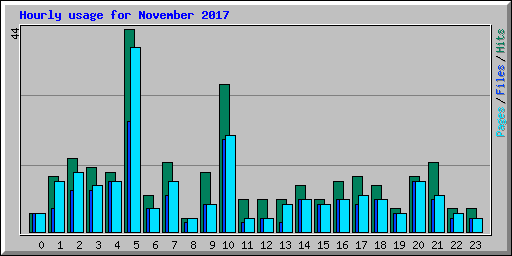 Hourly usage for November 2017
44
Pages/Files/Hits
0 1 2 3 4 5 6 7 8 9 10 11 12 13 14 15 16 17 18 19 20 21 22 23